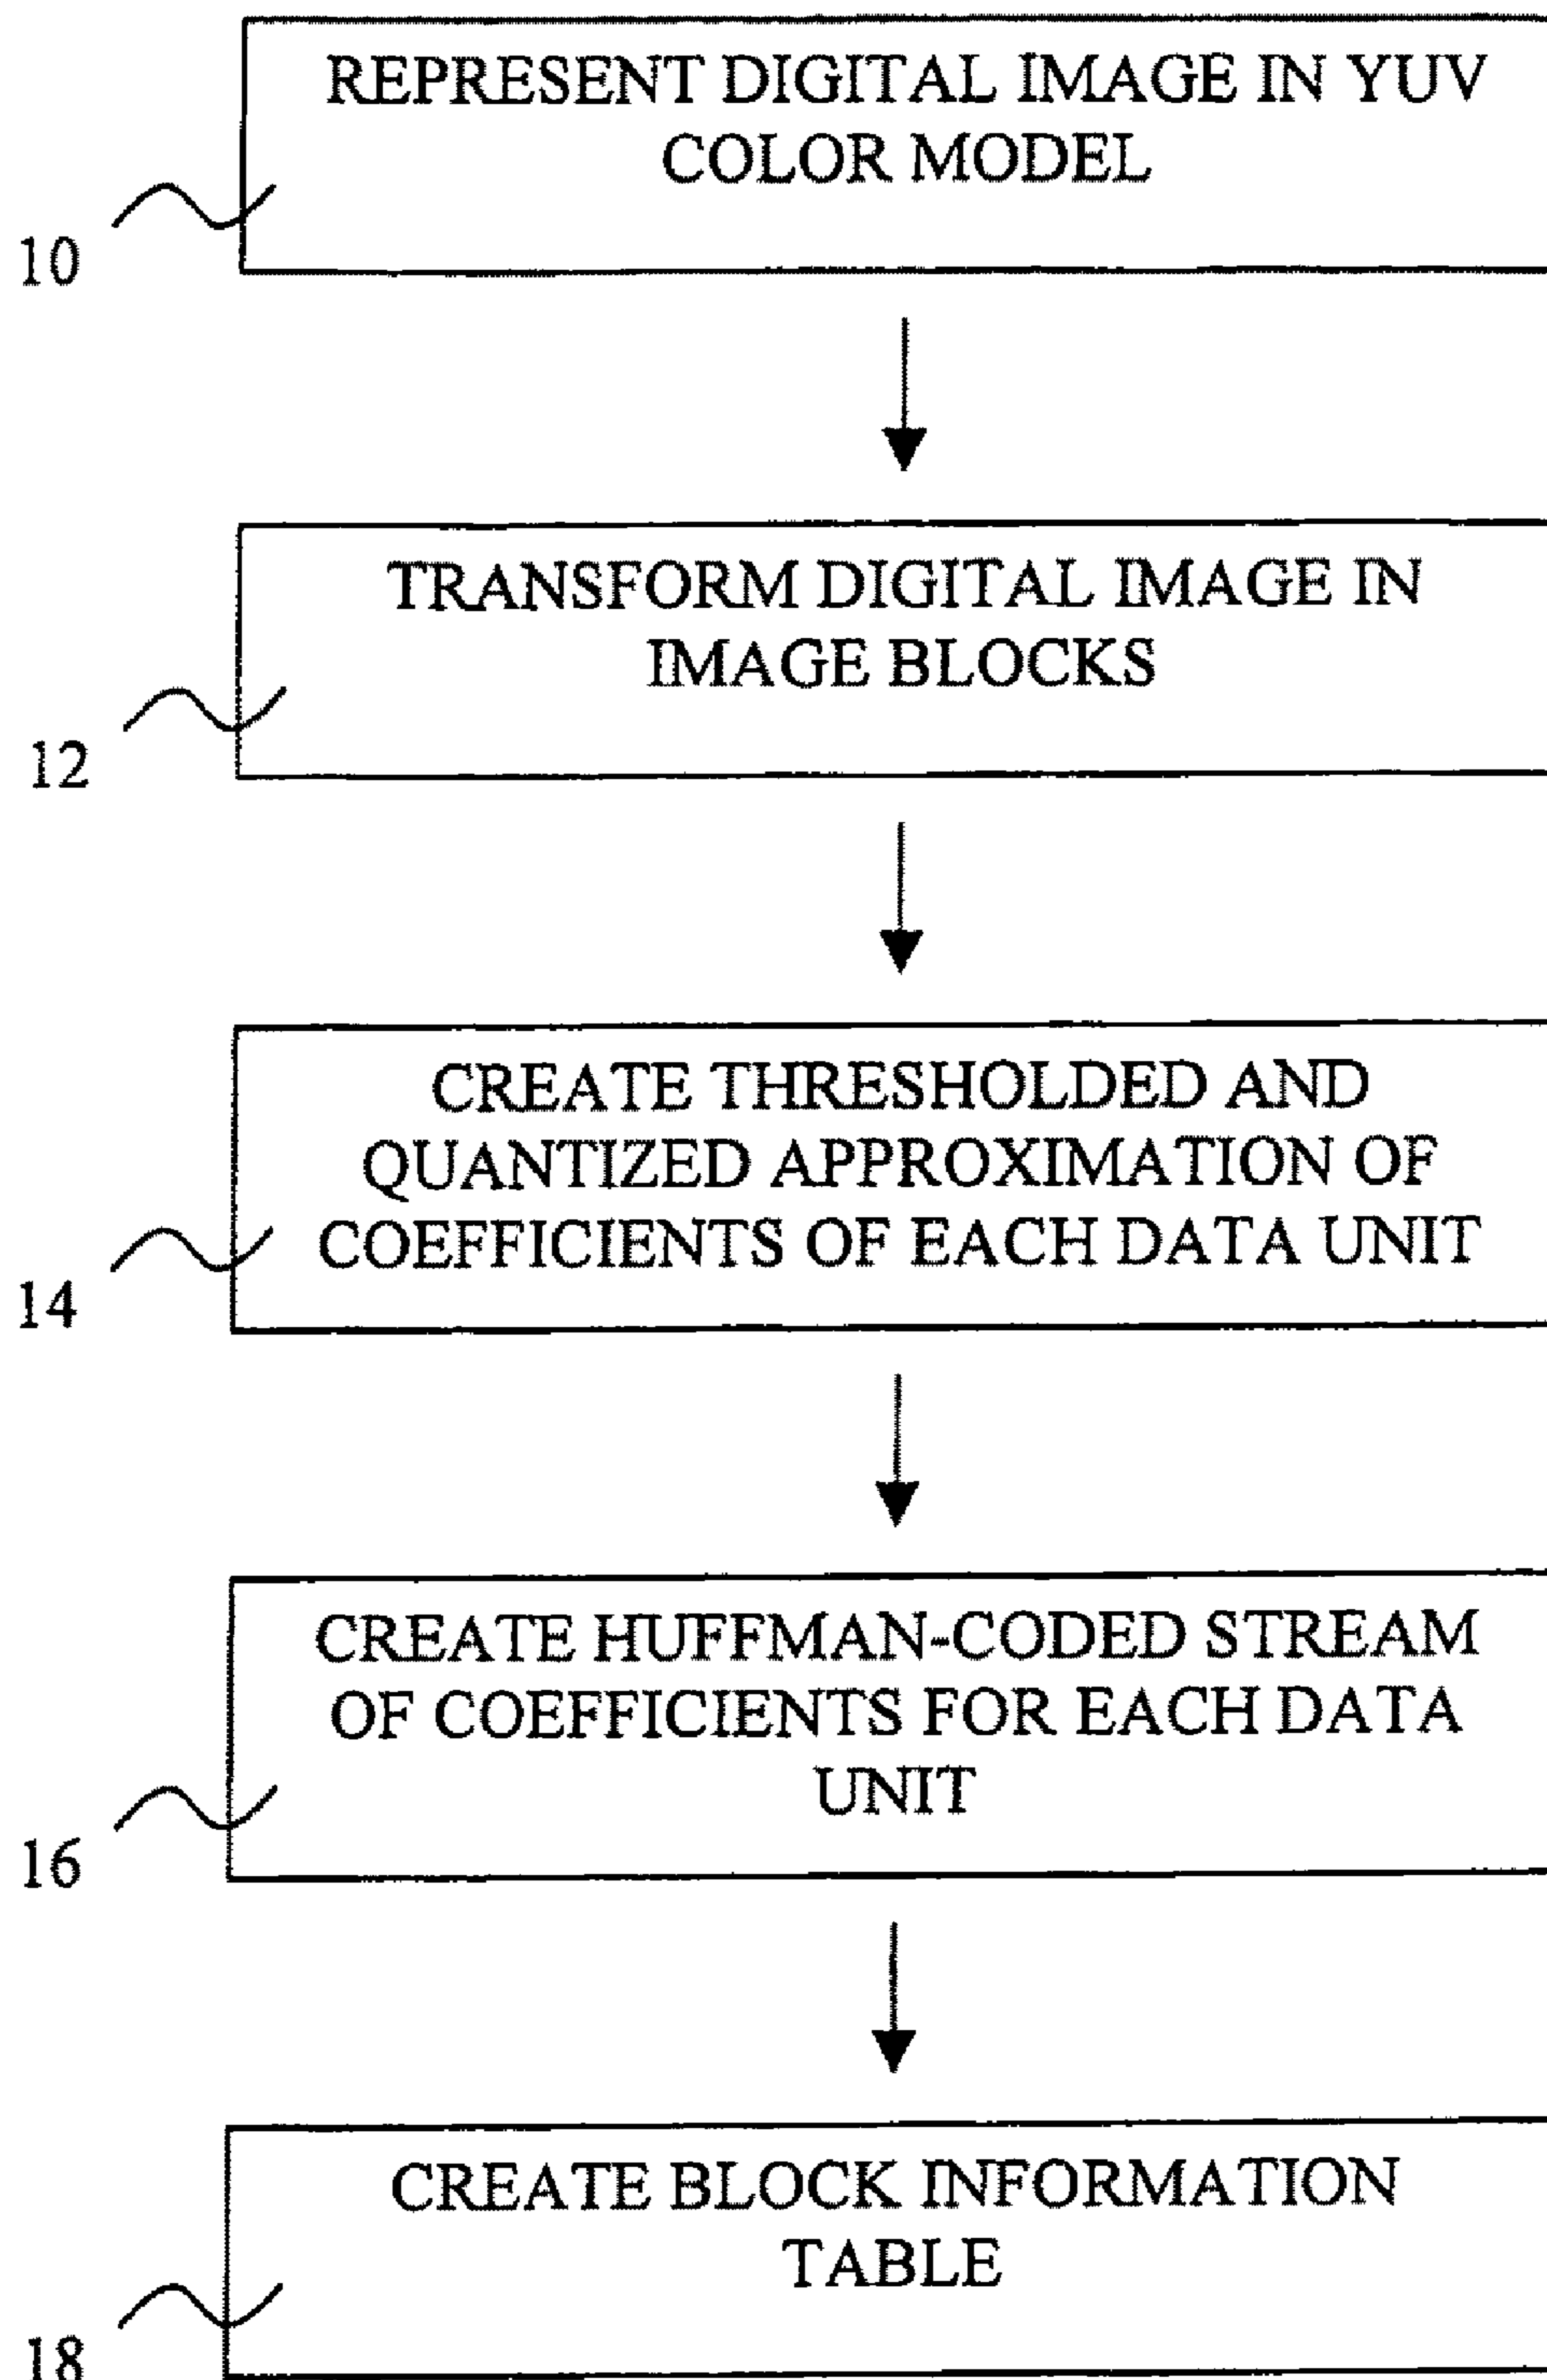 REPRESENT DIGITAL IMAGE IN YUV
COLOR MODEL
10
TRANSFORM DIGITAL IMAGE IN
IMAGE BLOCKS
12
CREATE THRESHOLDED AND
QUANTIZED APPROXIMATION OF
COEFFICIENTS OF EACH DATA UNIT
14
CREATE HUFFMAN-CODED STREAM
OF COEFFICIENTS FOR EACH DATA
UNIT
16
CREATE BLOCK INFORMATION
TABLE
18